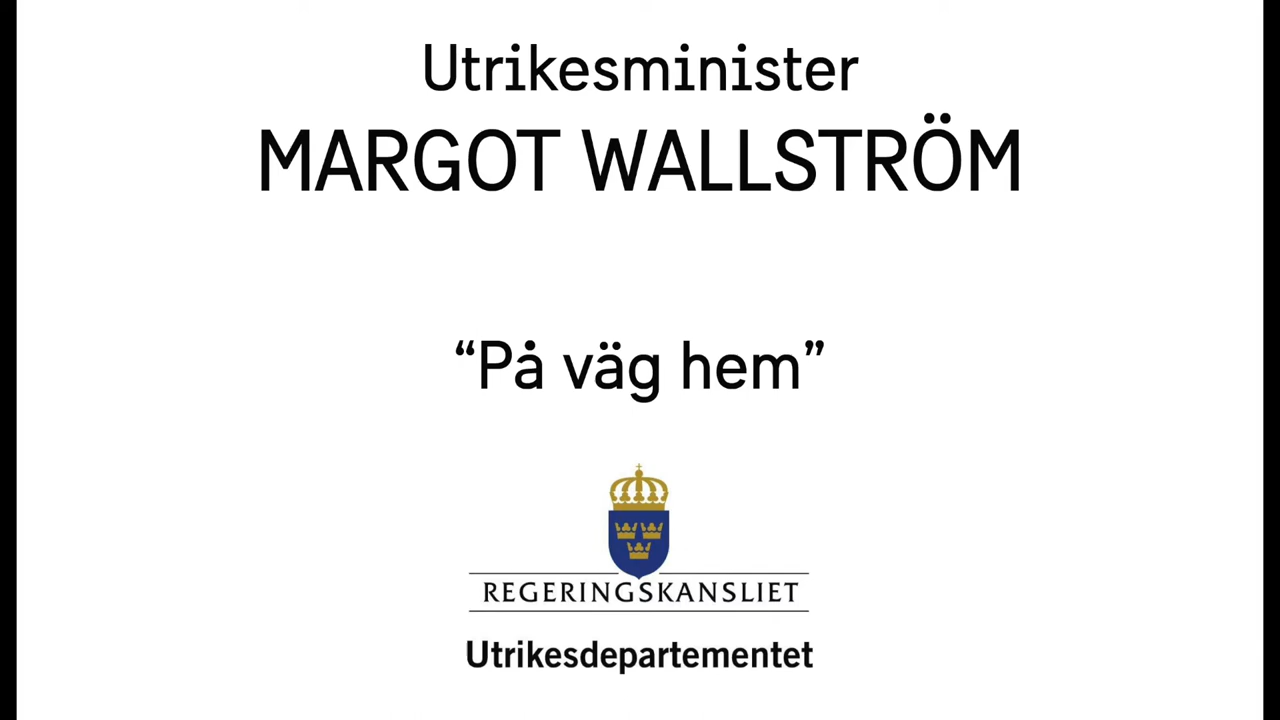 Utrikesminister
MARGOT WALLSTRÖM
“På väg hem”
REGERINGSKANSLIET
Utrikesdepartementet